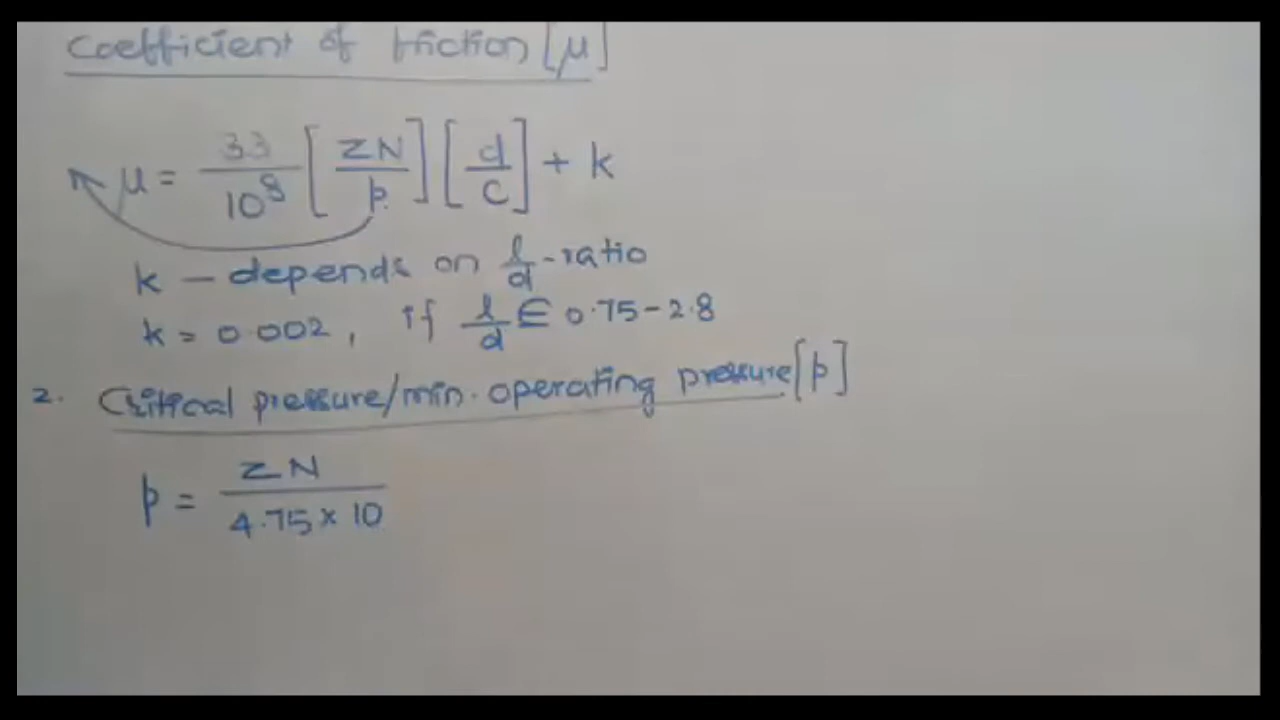 Coefficient of friction [μ]
μ = 33/10^8 [ZN/p] [d/c] + k
k – depends on l/d - ratio
k = 0.002, if l/d ∈ 0.75 - 2.8
2. Critical pressure/min. operating pressure [p]
p = ZN/4.75 × 10